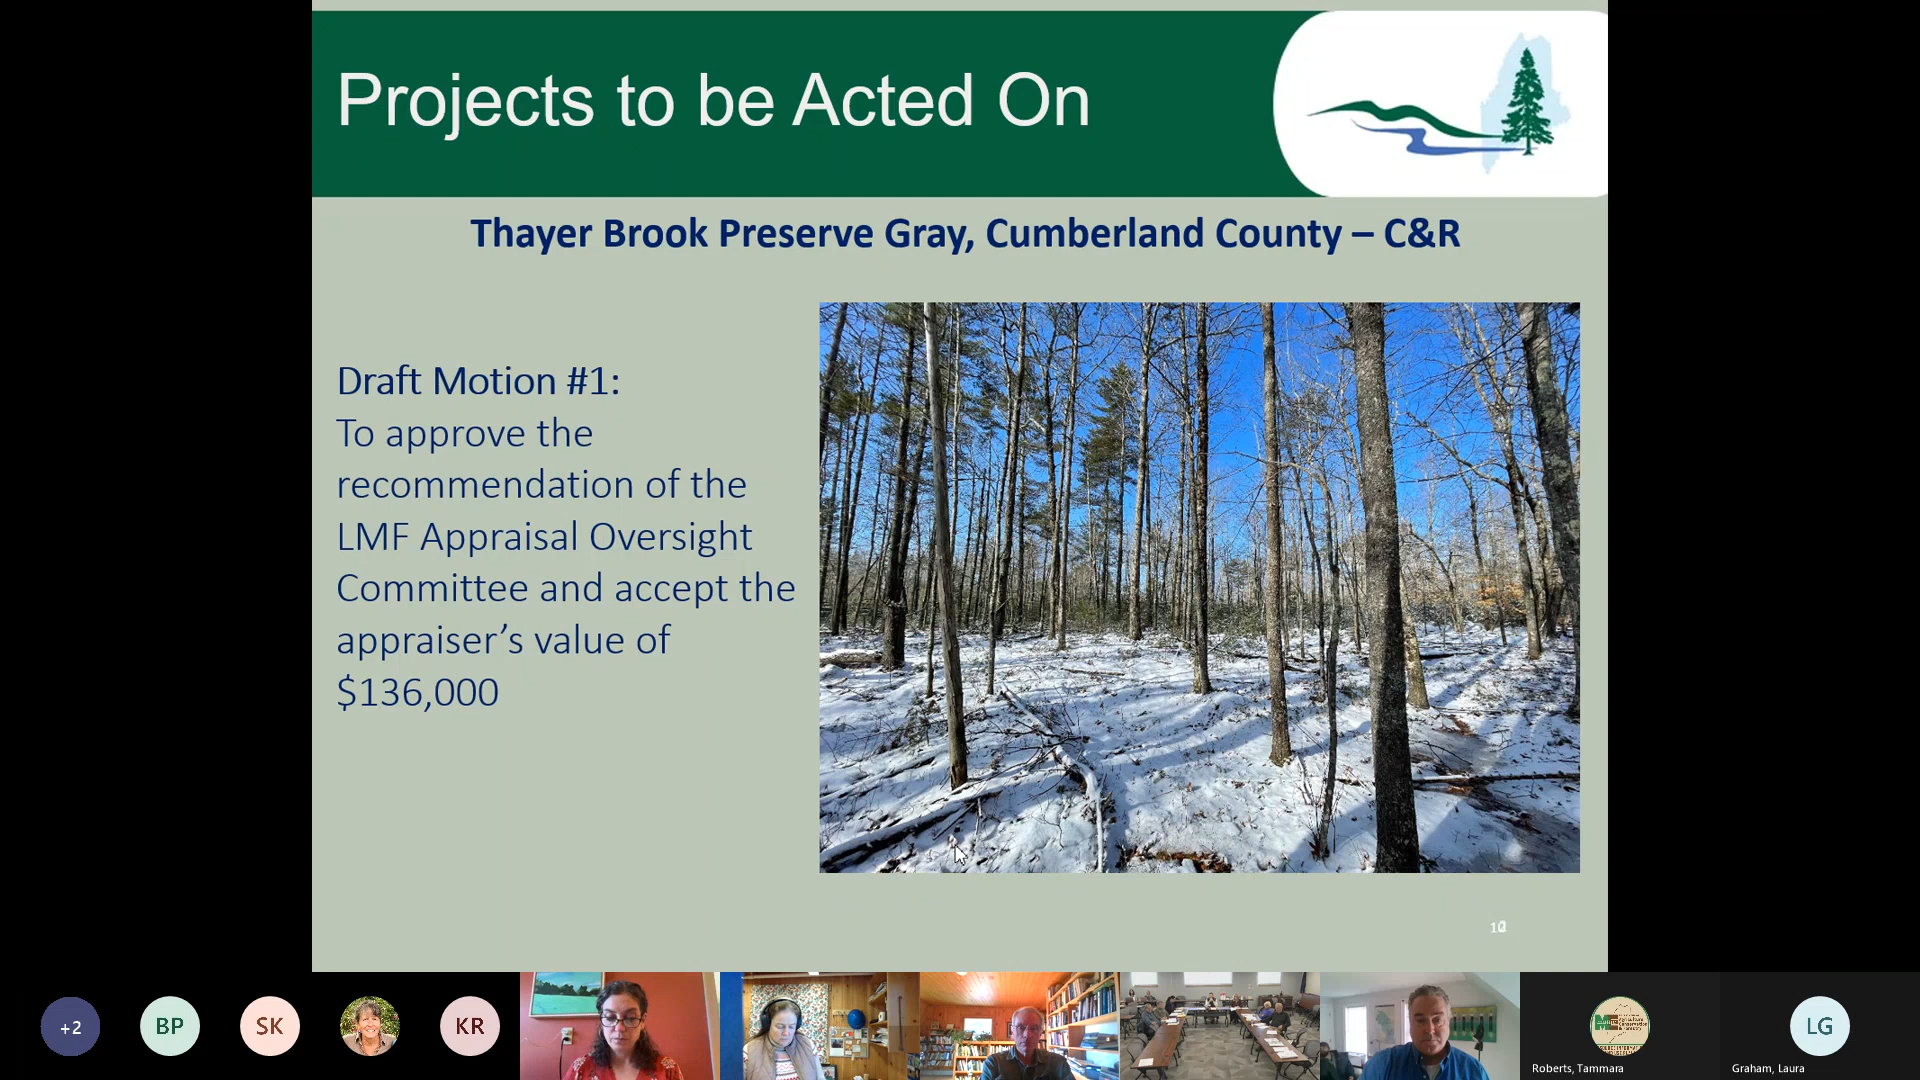 Projects to be Acted On
Thayer Brook Preserve Gray, Cumberland County – C&R
Draft Motion #1:
To approve the
recommendation of the
LMF Appraisal Oversight
Committee and accept the
appraiser’s value of
$136,000
+2
BP
SK
KR
LG
Roberts, Tammara
Graham, Laura